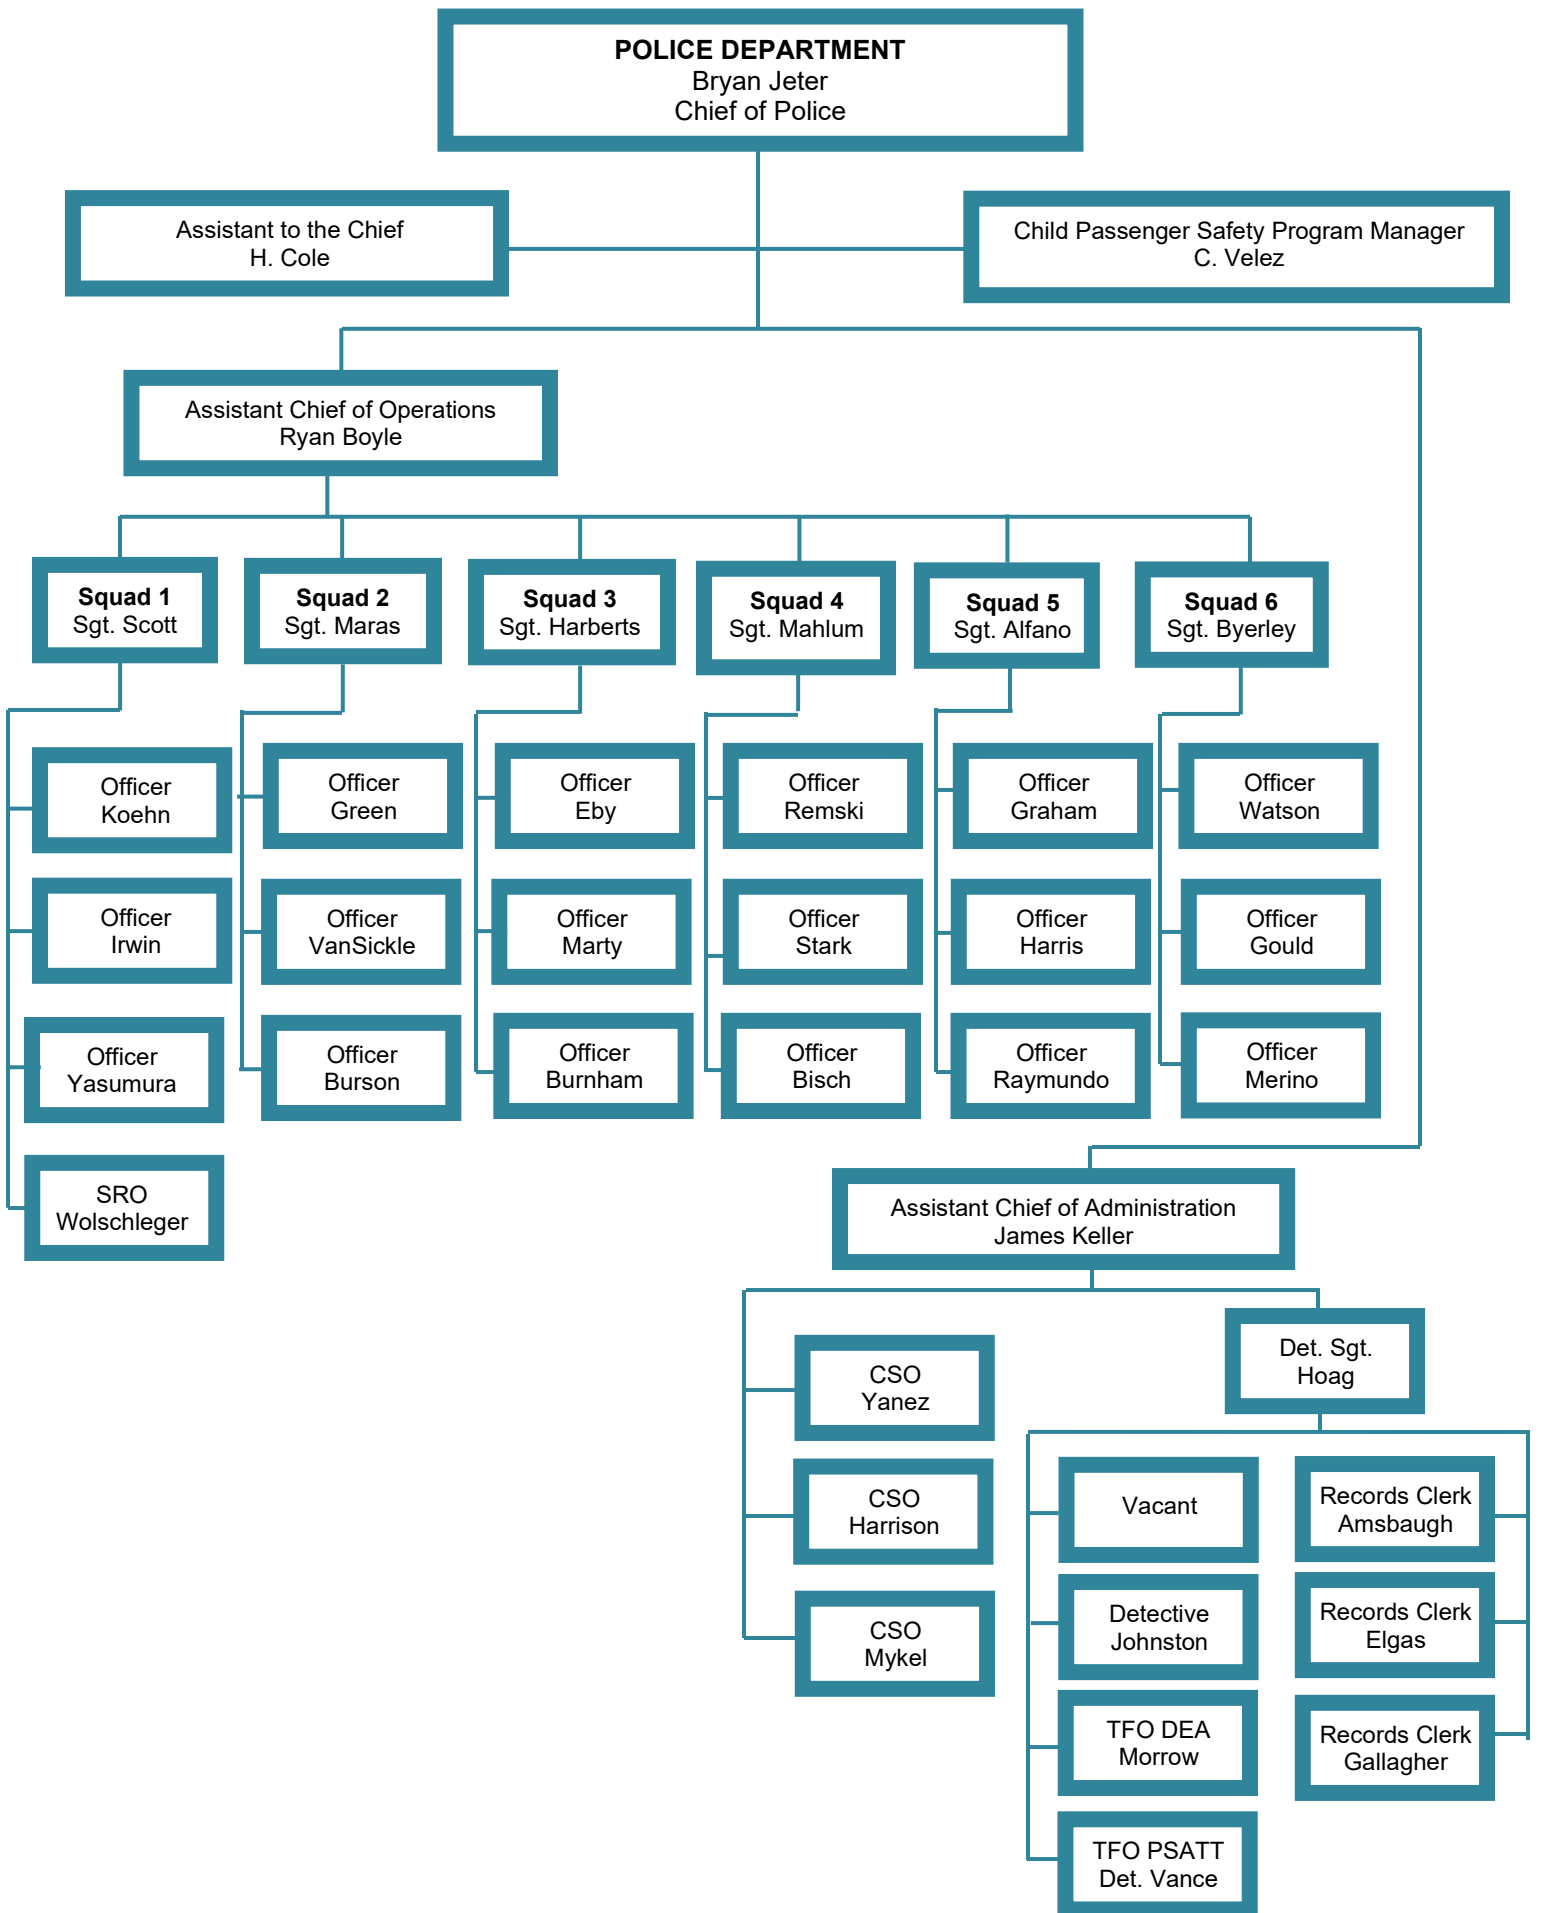 POLICE DEPARTMENT
Bryan Jeter
Chief of Police
Assistant to the Chief
H. Cole
Child Passenger Safety Program Manager
C. Velez
Assistant Chief of Operations
Ryan Boyle
Squad 1
Sgt. Scott
Squad 2
Sgt. Maras
Squad 3
Sgt. Harberts
Squad 4
Sgt. Mahlum
Squad 5
Sgt. Alfano
Squad 6
Sgt. Byerley
Officer
Koehn
Officer
Green
Officer
Eby
Officer
Remski
Officer
Graham
Officer
Watson
Officer
Irwin
Officer
VanSickle
Officer
Marty
Officer
Stark
Officer
Harris
Officer
Gould
Officer
Yasumura
Officer
Burson
Officer
Burnham
Officer
Bisch
Officer
Raymundo
Officer
Merino
SRO
Wolschleger
Assistant Chief of Administration
James Keller
CSO
Yanez
CSO
Harrison
CSO
Mykel
Det. Sgt.
Hoag
Vacant
Detective
Johnston
TFO DEA
Morrow
TFO PSATT
Det. Vance
Records Clerk
Amsbaugh
Records Clerk
Elgas
Records Clerk
Gallagher